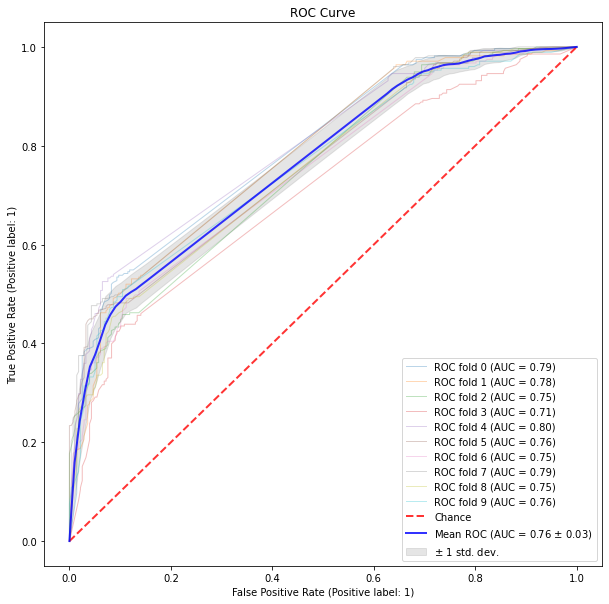 ROC Curve
True Positive Rate (Positive label: 1)
1.0
0.8
0.6
0.4
0.2
0.0
ROC fold 0 (AUC = 0.79)
ROC fold 1 (AUC = 0.78)
ROC fold 2 (AUC = 0.75)
ROC fold 3 (AUC = 0.71)
ROC fold 4 (AUC = 0.80)
ROC fold 5 (AUC = 0.76)
ROC fold 6 (AUC = 0.75)
ROC fold 7 (AUC = 0.79)
ROC fold 8 (AUC = 0.75)
ROC fold 9 (AUC = 0.76)
Chance
Mean ROC (AUC = 0.76 ± 0.03)
± 1 std. dev.
0.0 0.2 0.4 0.6 0.8 1.0
False Positive Rate (Positive label: 1)